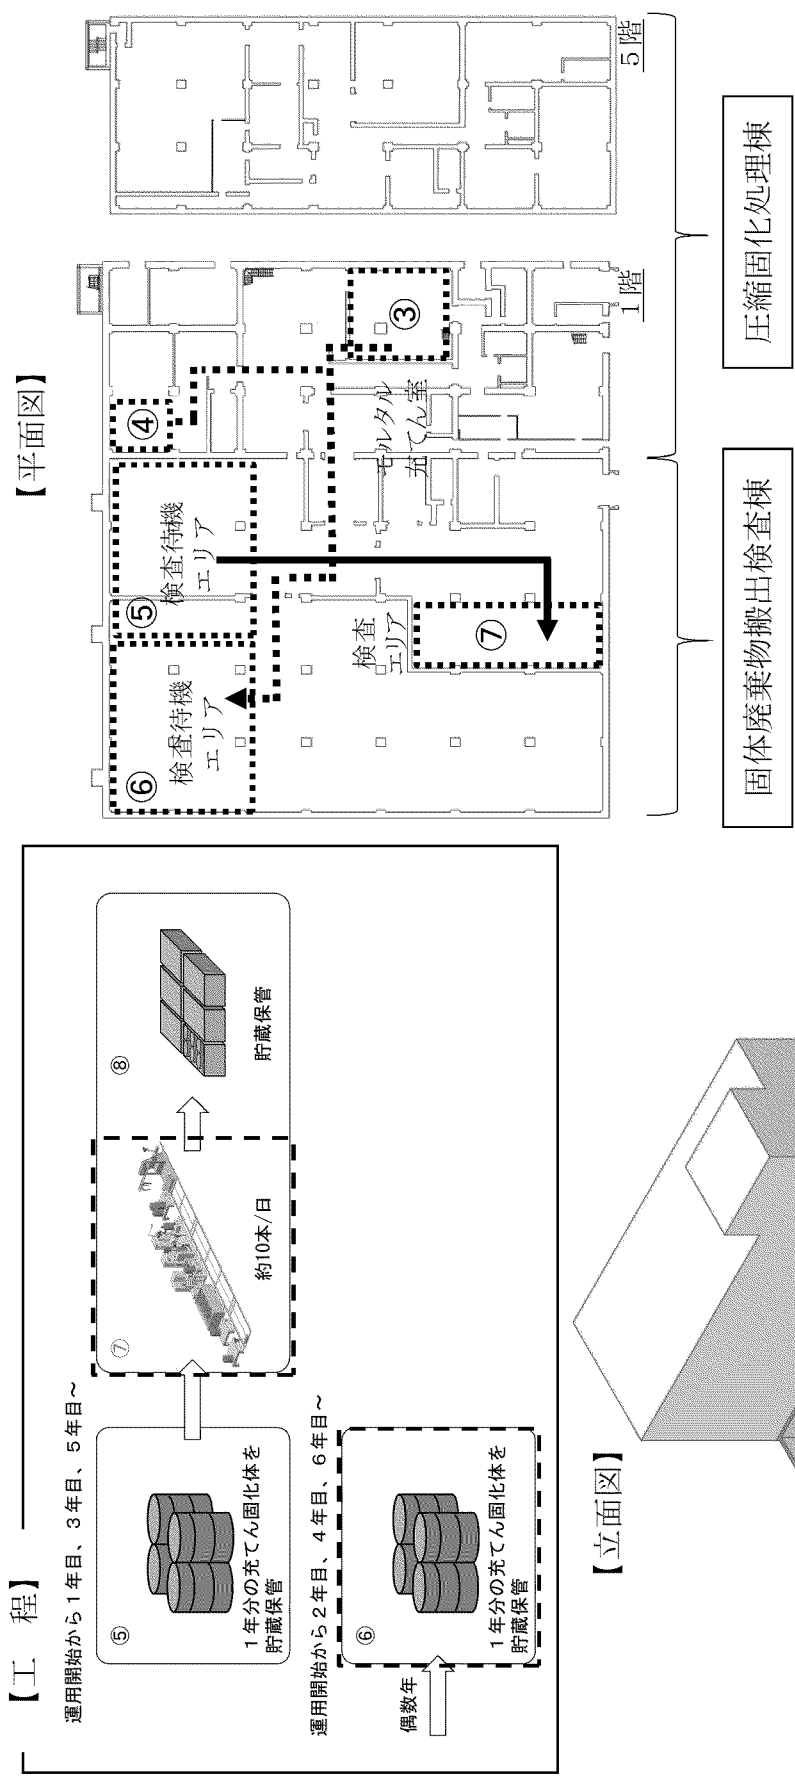 【工　程】
運用開始から１年目、３年目、５年目～
⑤
１年分の充てん固化体を
貯蔵保管
⑦
約10本/日
⑧
貯蔵保管
運用開始から２年目、４年目、６年目～
偶数年
⑥
１年分の充てん固化体を
貯蔵保管
【平面図】
⑥
検査待機
エリア
⑤
検査待機
エリア
④
検査
エリア
⑦
モルタル
充てん室
③
1階
5階
固体廃棄物搬出検査棟
圧縮固化処理棟
【立面図】